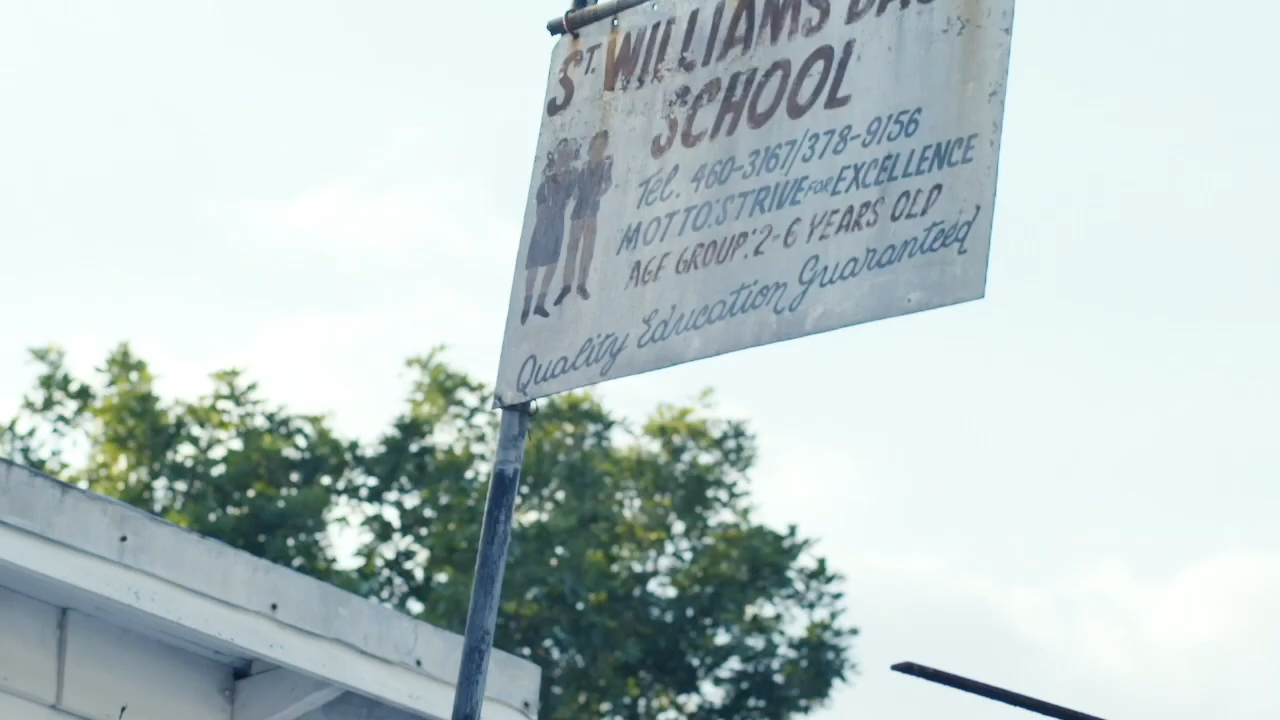 ST. WILLIAMS
SCHOOL
Tel. 460-3167/378-9156
MOTTO: STRIVE FOR EXCELLENCE
AGE GROUP: 2-6 YEARS OLD
Quality Education Guaranteed